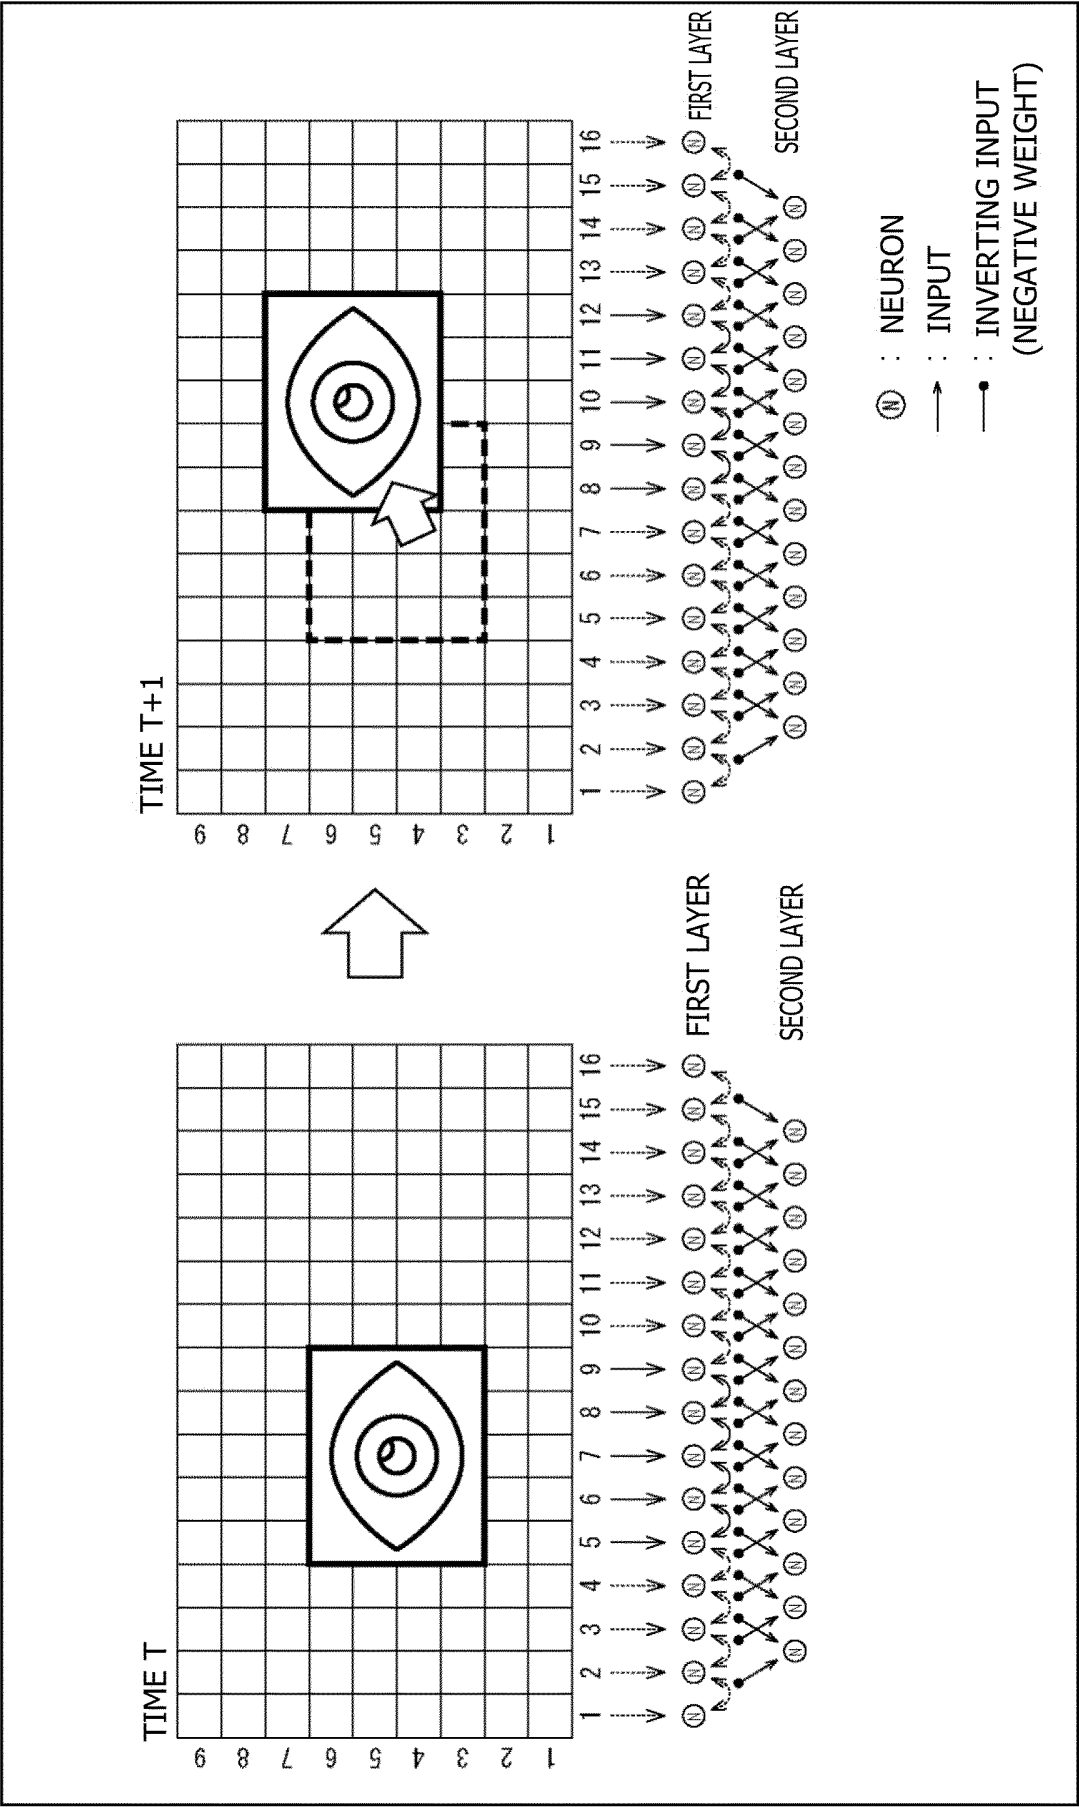 TIME T
9
8
7
6
5
4
3
2
1
1 2 3 4 5 6 7 8 9 10 11 12 13 14 15 16
N N N N N N N N N N N N N N N N FIRST LAYER
N N N N N N N N N N N N N SECOND LAYER
TIME T+1
9
8
7
6
5
4
3
2
1
1 2 3 4 5 6 7 8 9 10 11 12 13 14 15 16
N N N N N N N N N N N N N N N N FIRST LAYER
N N N N N N N N N N N N N SECOND LAYER
N : NEURON
: INPUT
: INVERTING INPUT
(NEGATIVE WEIGHT)